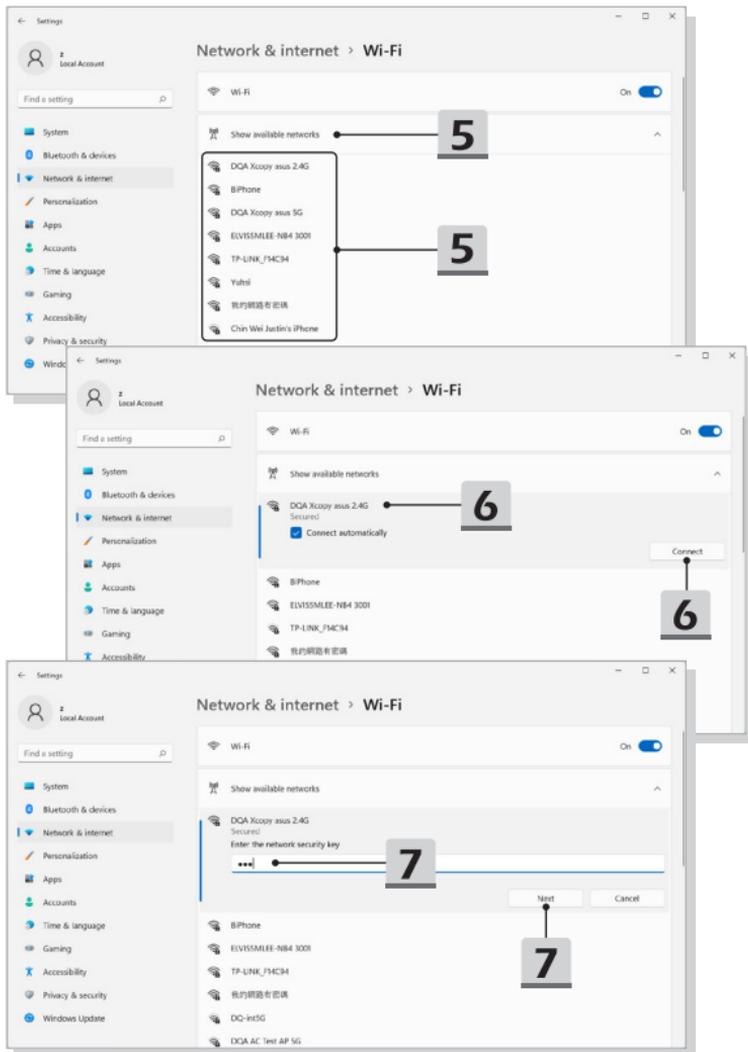 Settings
z
Local Account
Network & internet > Wi-Fi
Find a setting
Wi-Fi
On
System
Bluetooth & devices
Network & internet
Personalization
Apps
Accounts
Time & language
Gaming
Accessibility
Privacy & security
Windo
Show available networks
5
DQA Xcopy asus 2.4G
BiPhone
DQA Xcopy asus 5G
ELVISSMLEE-NB4 3001
TP-LINK_F14C94
Yuhsi
我的網路有密碼
Chin Wei Justin's iPhone
5
Settings
z
Local Account
Network & internet > Wi-Fi
Find a setting
Wi-Fi
On
System
Bluetooth & devices
Network & internet
Personalization
Apps
Accounts
Time & language
Gaming
Accessibility
Show available networks
DQA Xcopy asus 2.4G
6
Secured
Connect automatically
Connect
6
BiPhone
ELVISSMLEE-NB4 3001
TP-LINK_F14C94
我的網路有密碼
Settings
z
Local Account
Network & internet > Wi-Fi
Find a setting
Wi-Fi
On
System
Bluetooth & devices
Network & internet
Personalization
Apps
Accounts
Time & language
Gaming
Accessibility
Privacy & security
Windows Update
Show available networks
DQA Xcopy asus 2.4G
Secured
Enter the network security key
7
Next
Cancel
7
BiPhone
ELVISSMLEE-NB4 3001
TP-LINK_F14C94
我的網路有密碼
DQ-int5G
DQA AC Test AP 5G